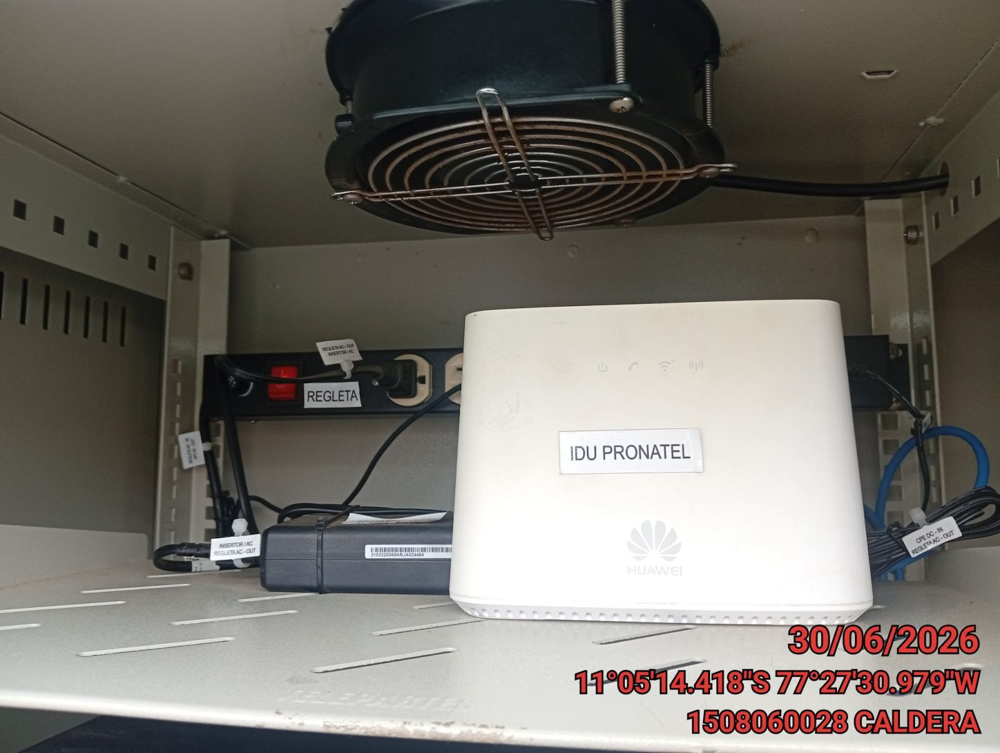 REGLETA AC - OUT
INSERTOR / AC
REGLETA
IDU PRONATEL
INSERTOR / AC
REGLETA AC - OUT
2102220369ARJA024484
CPE DC - IN
REGLETA AC - OUT
HUAWEI
30/06/2026
11°05'14.418"S 77°27'30.979"W
1508060028 CALDERA